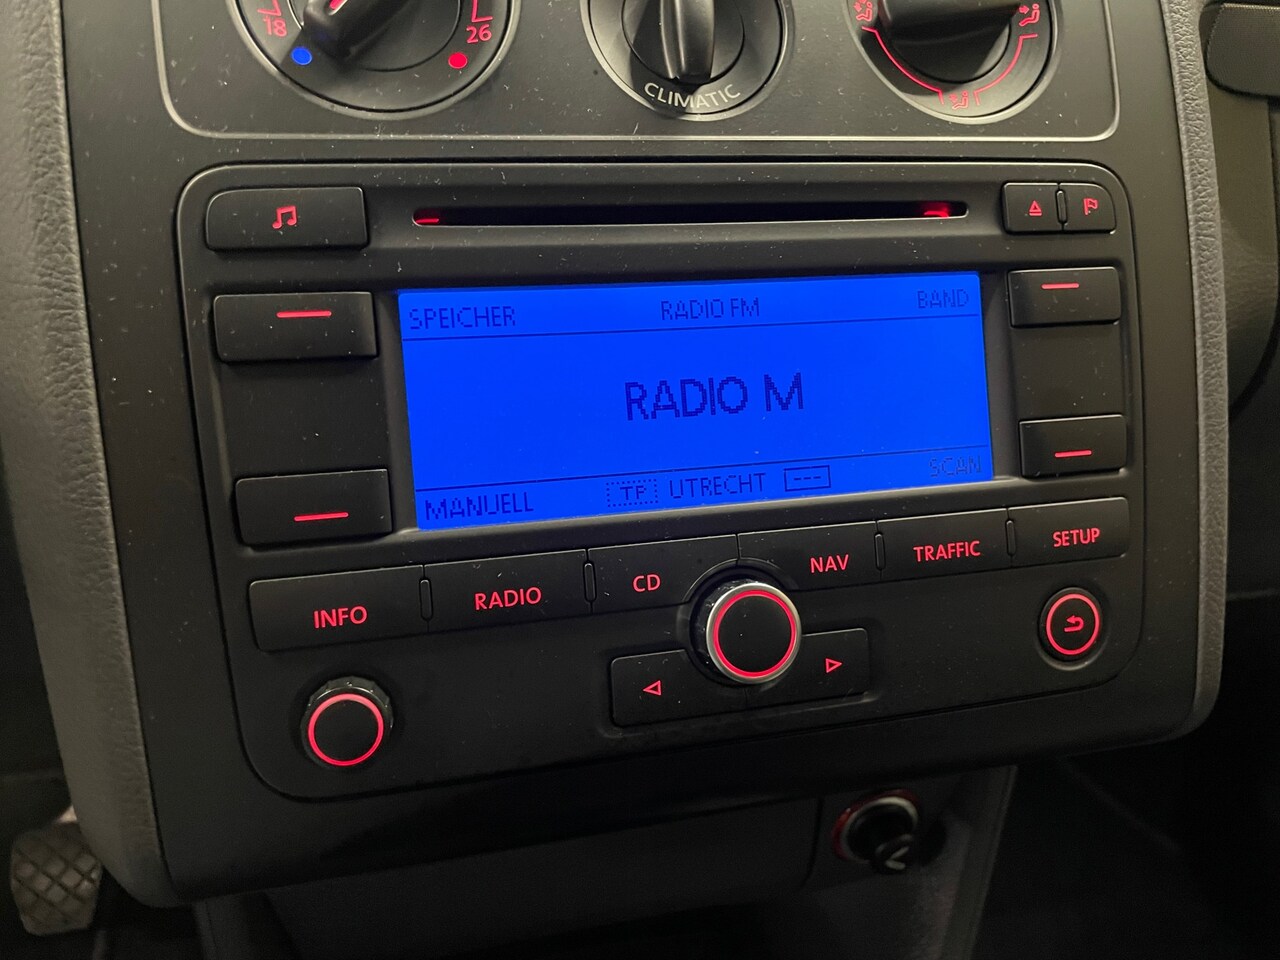 18
26
CLIMATIC
SPEICHER RADIO FM BAND
RADIO M
MANUELL TP UTRECHT --- SCAN
INFO RADIO CD NAV TRAFFIC SETUP